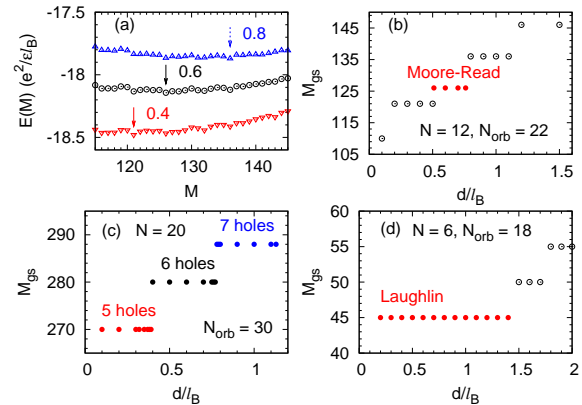 (a)
E(M) (e²/εl_B)
-18
-18.5
0.8
0.6
0.4
120
130
140
M
(b)
M_gs
145
135
125
115
105
Moore-Read
N = 12, N_orb = 22
0
0.5
1
1.5
d/l_B
(c)
N = 20
7 holes
6 holes
5 holes
N_orb = 30
M_gs
290
280
270
0
0.5
1
d/l_B
(d)
N = 6, N_orb = 18
Laughlin
M_gs
60
55
50
45
40
0
0.5
1
1.5
2
d/l_B